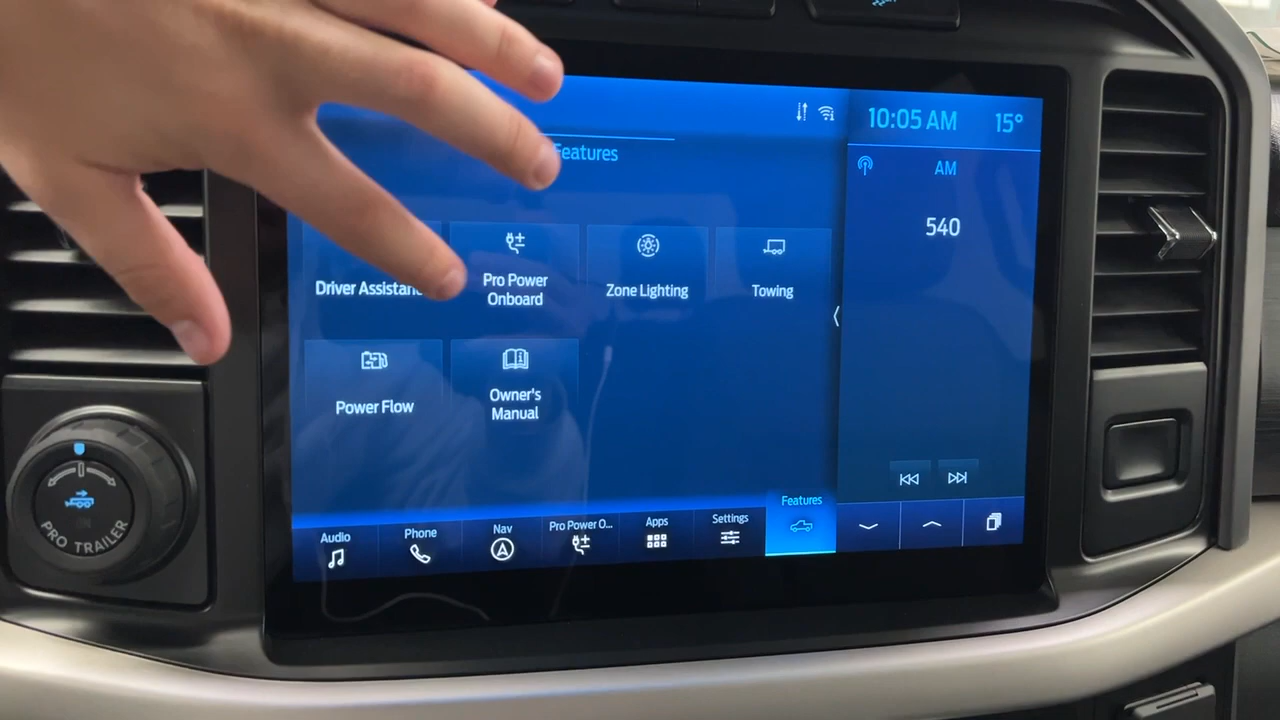 10:05 AM 15°
Features
AM
540
Driver Assistanc
Pro Power
Onboard
Zone Lighting
Towing
Power Flow
Owner's
Manual
Audio
Phone
Nav
Pro Power O...
Apps
Settings
Features
PRO TRAILER